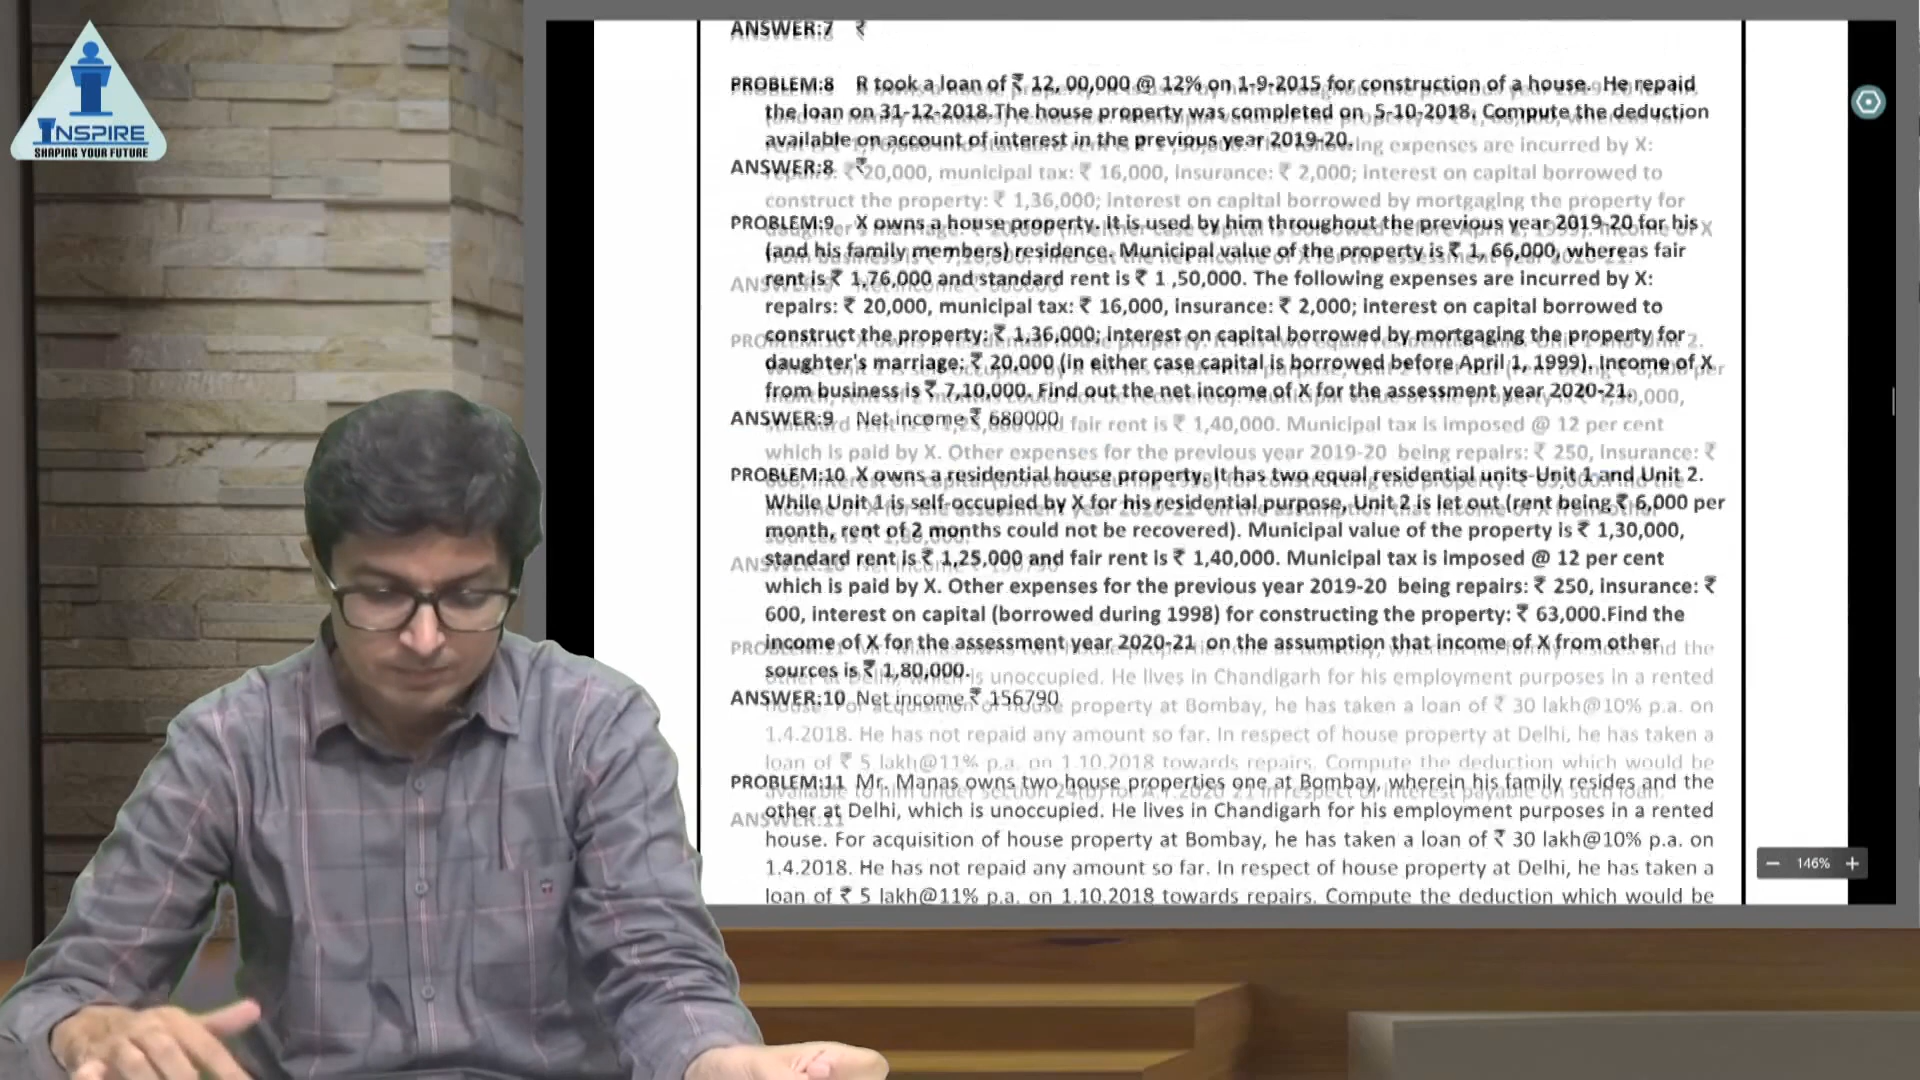 INSPIRE
SHAPING YOUR FUTURE
ANSWER:7 ₹
PROBLEM:8 R took a loan of ₹ 12, 00,000 @ 12% on 1-9-2015 for construction of a house. He repaid
the loan on 31-12-2018.The house property was completed on 5-10-2018. Compute the deduction
available on account of interest in the previous year 2019-20.
ANSWER:8 ₹
PROBLEM:9 X owns a house property. It is used by him throughout the previous year 2019-20 for his
(and his family members) residence. Municipal value of the property is ₹ 1, 66,000, whereas fair
rent is ₹ 1,76,000 and standard rent is ₹ 1 ,50,000. The following expenses are incurred by X:
repairs: ₹ 20,000, municipal tax: ₹ 16,000, insurance: ₹ 2,000; interest on capital borrowed to
construct the property: ₹ 1,36,000; interest on capital borrowed by mortgaging the property for
daughter's marriage: ₹ 20,000 (in either case capital is borrowed before April 1, 1999). Income of X
from business is ₹ 7,10,000. Find out the net income of X for the assessment year 2020-21.
ANSWER:9 Net income ₹ 680000
PROBLEM:10 X owns a residential house property. It has two equal residential units-Unit 1 and Unit 2.
While Unit 1 is self-occupied by X for his residential purpose, Unit 2 is let out (rent being ₹ 6,000 per
month, rent of 2 months could not be recovered). Municipal value of the property is ₹ 1,30,000,
standard rent is ₹ 1,25,000 and fair rent is ₹ 1,40,000. Municipal tax is imposed @ 12 per cent
which is paid by X. Other expenses for the previous year 2019-20 being repairs: ₹ 250, insurance: ₹
600, interest on capital (borrowed during 1998) for constructing the property: ₹ 63,000.Find the
income of X for the assessment year 2020-21 on the assumption that income of X from other
sources is ₹ 1,80,000.
ANSWER:10 Net income ₹ 156790
PROBLEM:11 Mr. Manas owns two house properties one at Bombay, wherein his family resides and the
other at Delhi, which is unoccupied. He lives in Chandigarh for his employment purposes in a rented
house. For acquisition of house property at Bombay, he has taken a loan of ₹ 30 lakh@10% p.a. on
1.4.2018. He has not repaid any amount so far. In respect of house property at Delhi, he has taken a
loan of ₹ 5 lakh@11% p.a. on 1.10.2018 towards repairs. Compute the deduction which would be
146%